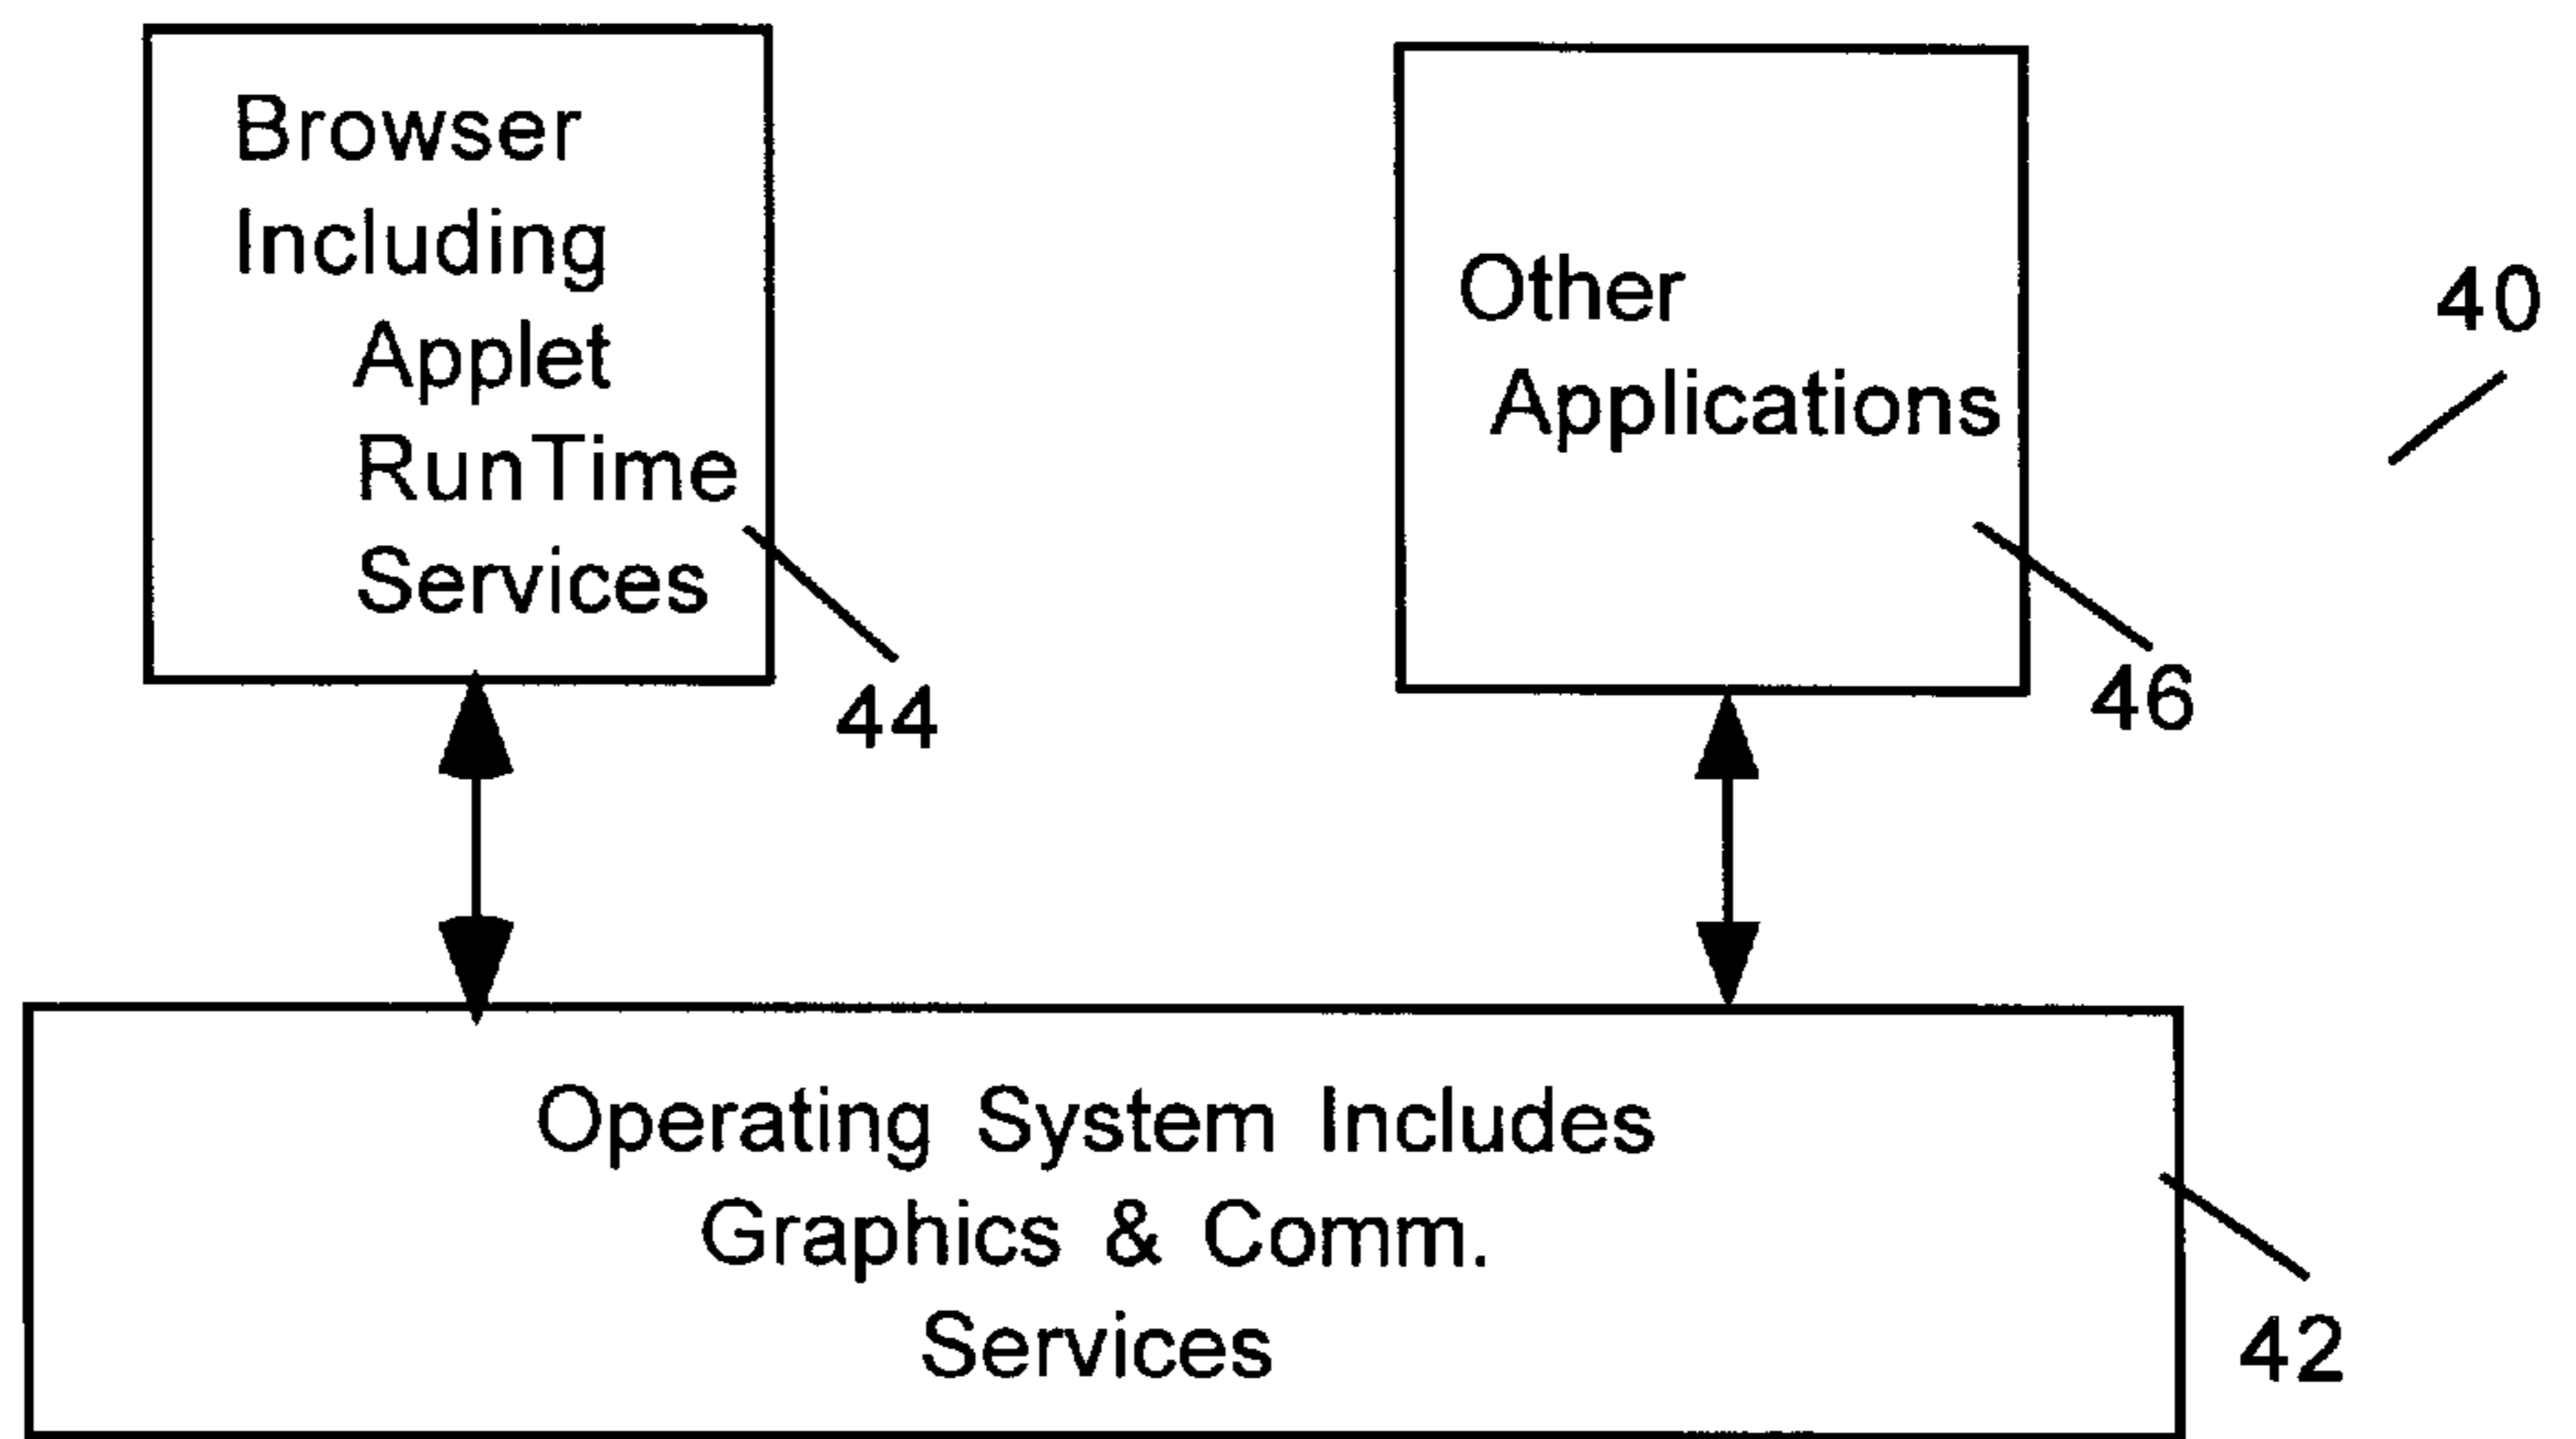 Browser
Including
Applet
RunTime
Services
44
Other
Applications
46
40
Operating System Includes
Graphics & Comm.
Services
42